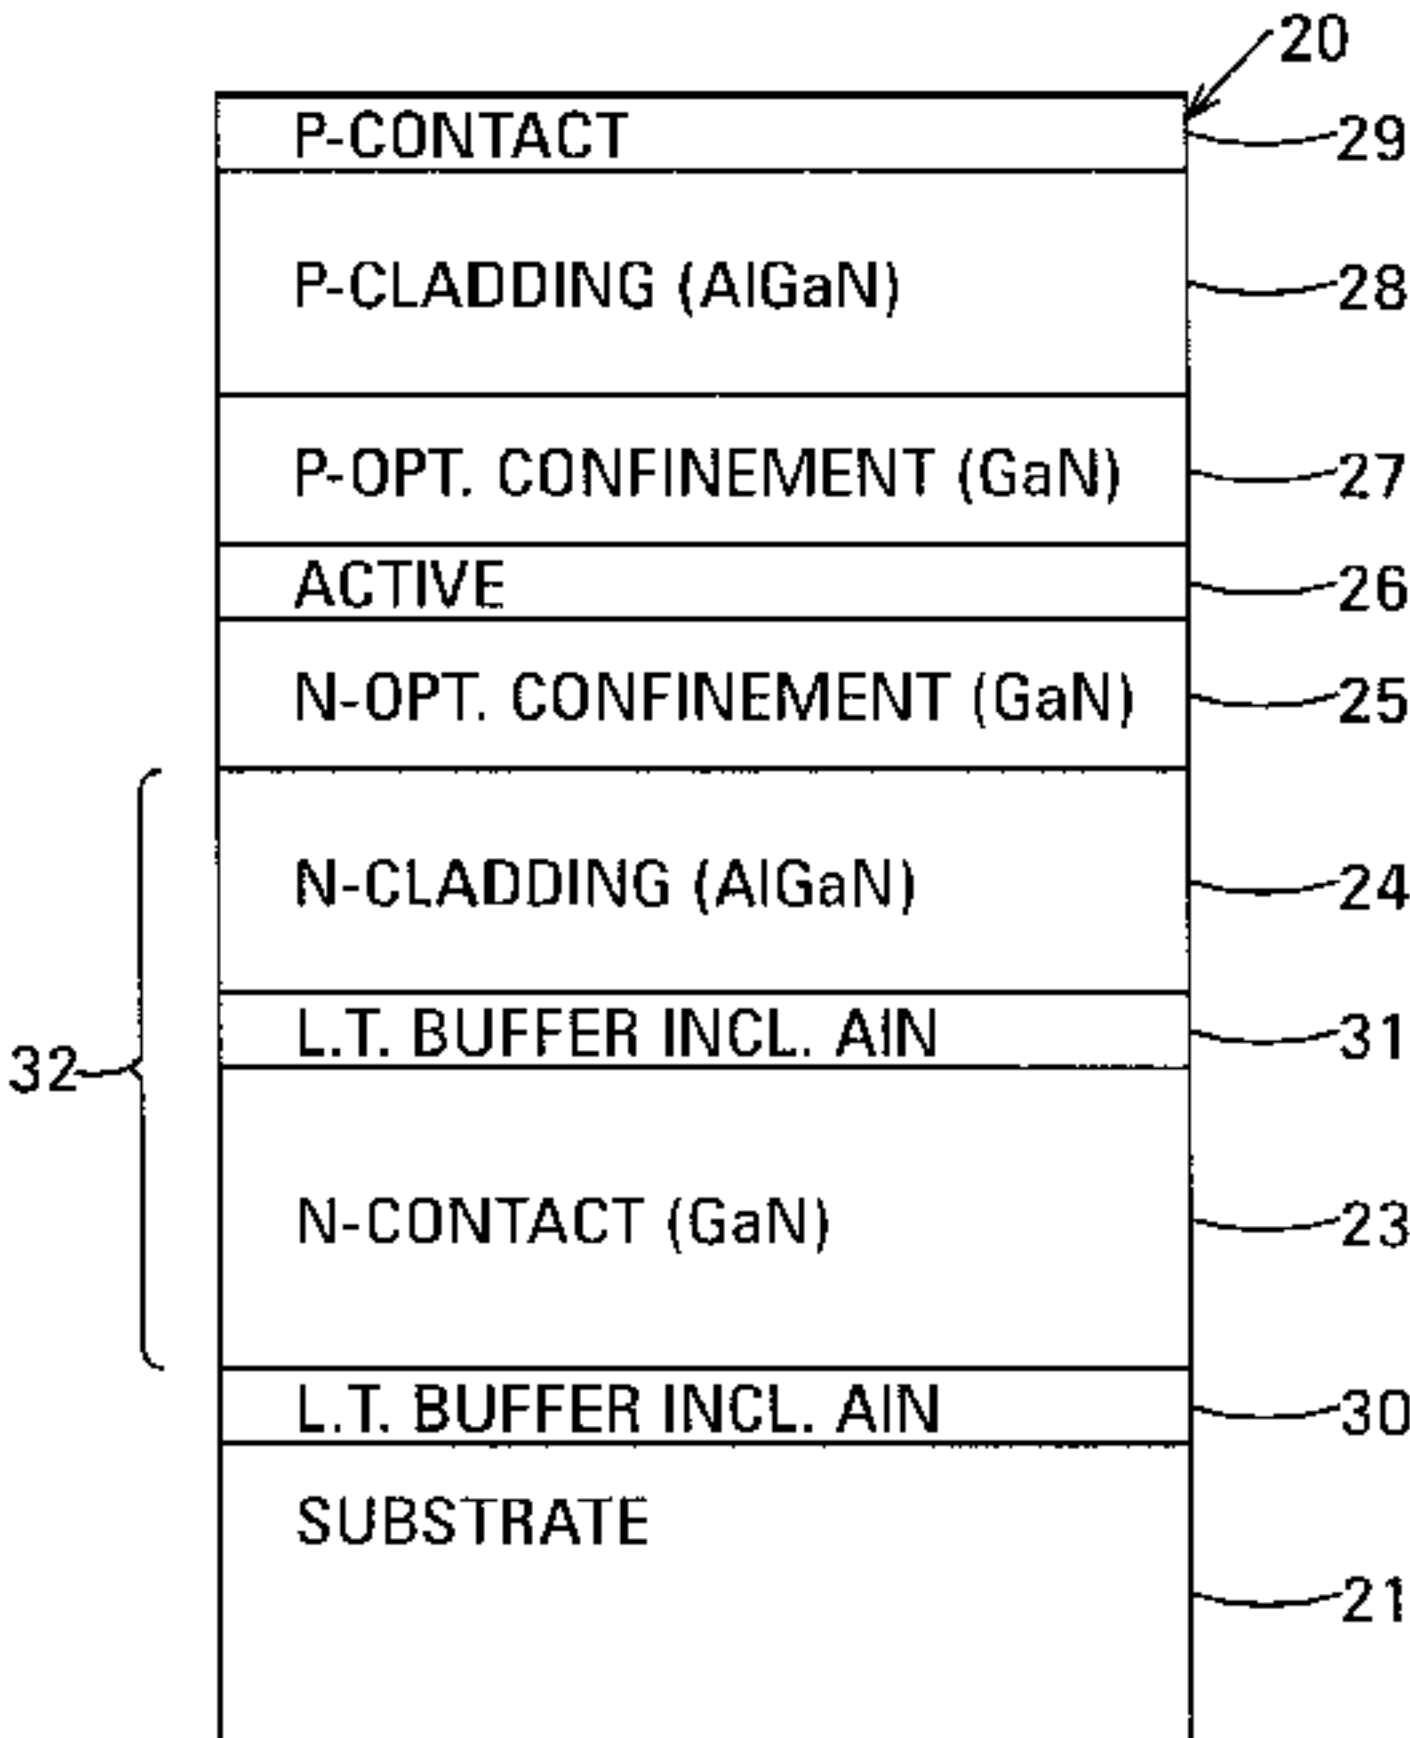 20
P-CONTACT 29
P-CLADDING (AlGaN) 28
P-OPT. CONFINEMENT (GaN) 27
ACTIVE 26
N-OPT. CONFINEMENT (GaN) 25
N-CLADDING (AlGaN) 24
L.T. BUFFER INCL. AlN 31
32
N-CONTACT (GaN) 23
L.T. BUFFER INCL. AlN 30
SUBSTRATE
21